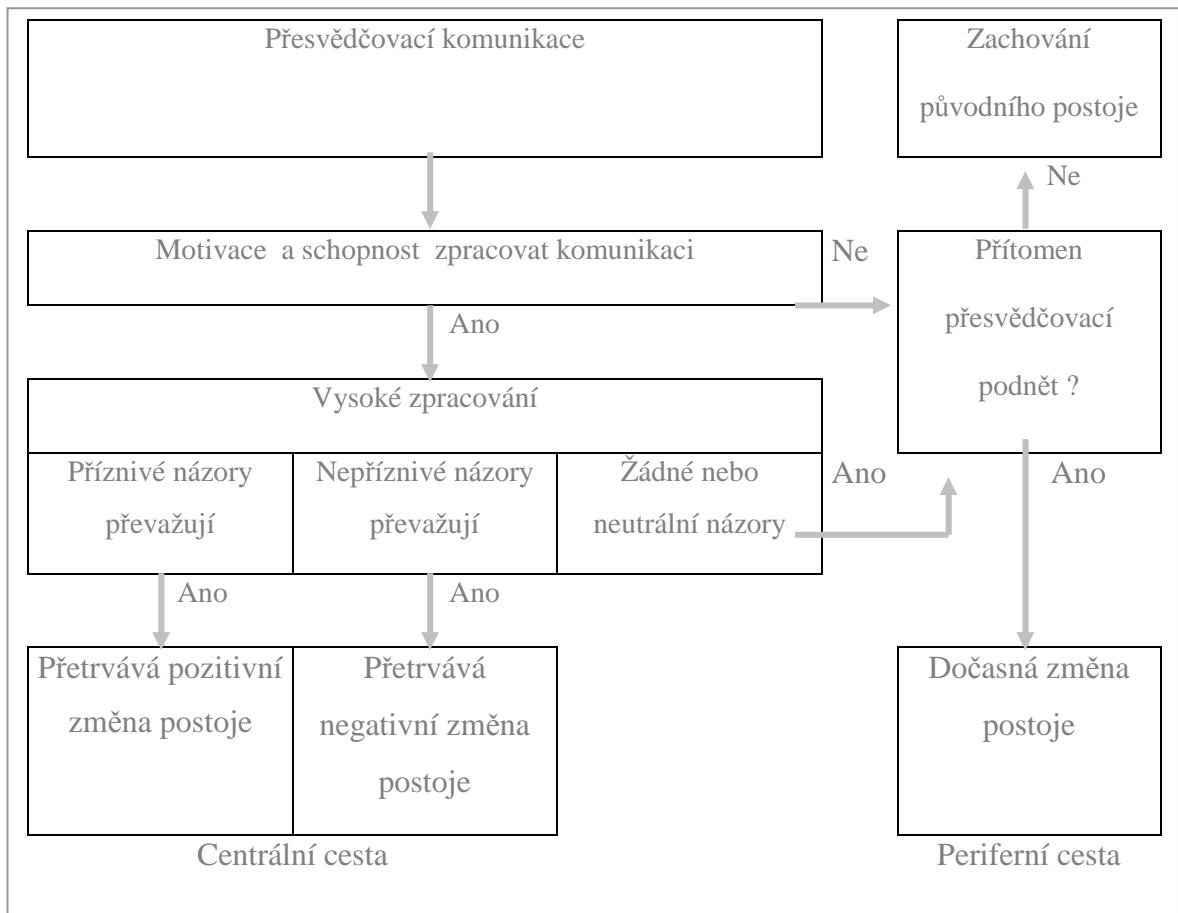 Přesvědčovací komunikace
Zachování
původního postoje
Ne
Motivace a schopnost zpracovat komunikaci
Ne
Přítomen
přesvědčovací
podnět ?
Ano
Vysoké zpracování
Příznivé názory
převažují
Nepříznivé názory
převažují
Žádné nebo
neutrální názory
Ano
Ano
Ano
Ano
Přetrvává pozitivní
změna postoje
Přetrvává
negativní změna
postoje
Dočasná změna
postoje
Centrální cesta
Periferní cesta